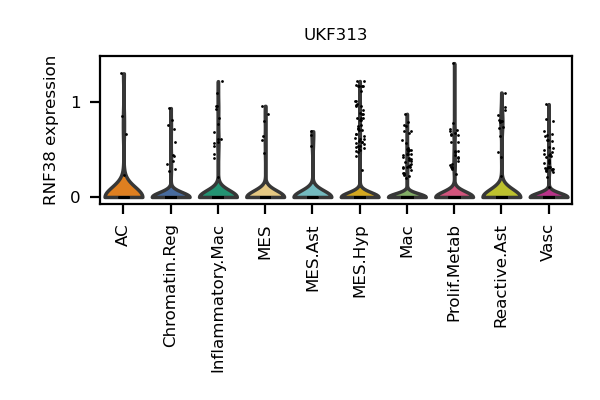 UKF313
RNF38 expression
1
0
AC
Chromatin.Reg
Inflammatory.Mac
MES
MES.Ast
MES.Hyp
Mac
Prolif.Metab
Reactive.Ast
Vasc